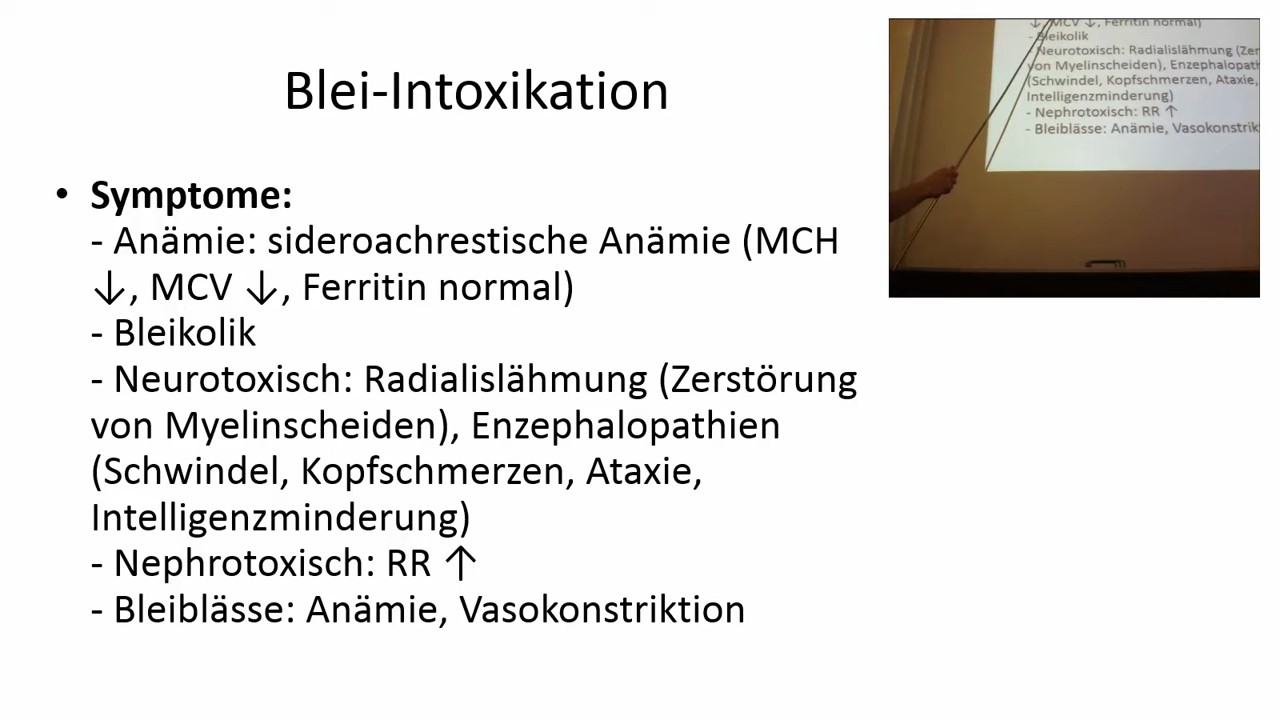 Blei-Intoxikation
• Symptome:
- Anämie: sideroachrestische Anämie (MCH
↓, MCV ↓, Ferritin normal)
- Bleikolik
- Neurotoxisch: Radialislähmung (Zerstörung
von Myelinscheiden), Enzephalopathien
(Schwindel, Kopfschmerzen, Ataxie,
Intelligenzminderung)
- Nephrotoxisch: RR ↑
- Bleiblässe: Anämie, Vasokonstriktion
↓, MCV ↓, Ferritin normal)
- Bleikolik
Neurotoxisch: Radialislähmung (Zer
von Myelinscheiden), Enzephalopath
(Schwindel, Kopfschmerzen, Ataxie,
Intelligenzminderung)
- Nephrotoxisch: RR ↑
- Bleiblässe: Anämie, Vasokonstrik